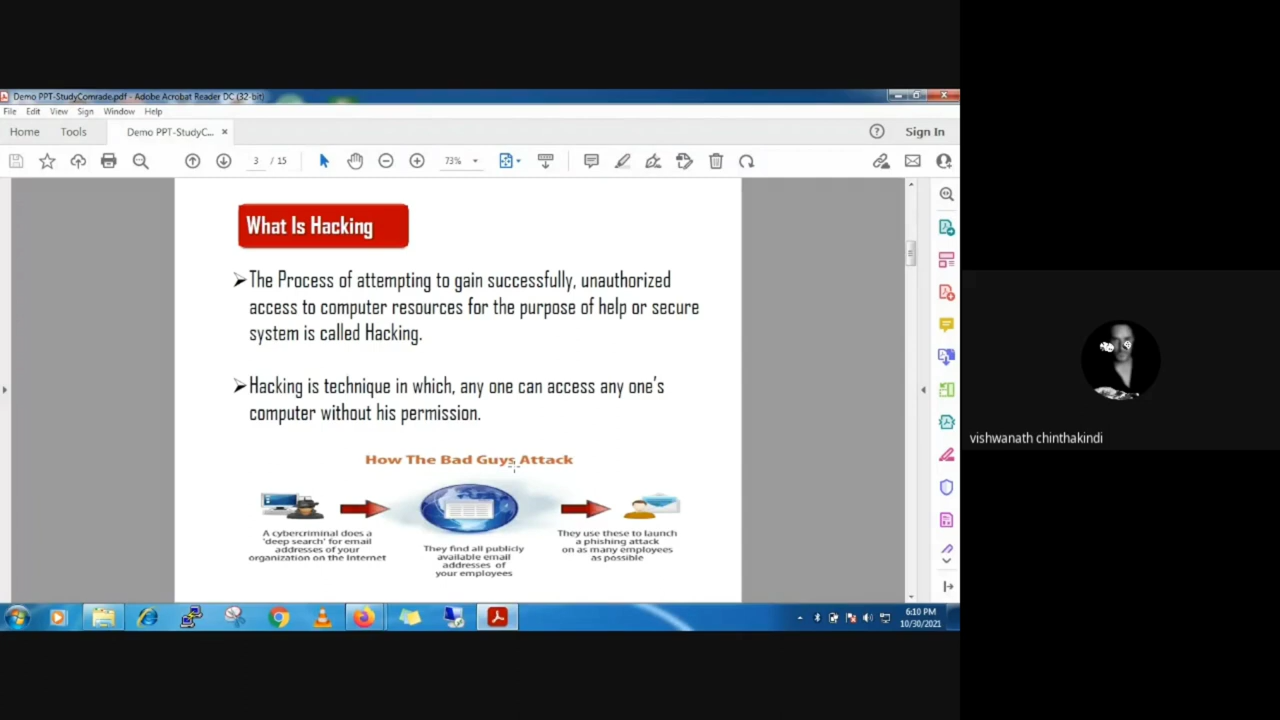 Demo PPT-StudyComrade.pdf - Adobe Acrobat Reader DC (32-bit)
File Edit View Sign Window Help
Home Tools Demo PPT-StudyC... × Sign In
3 / 15 73%
What Is Hacking
The Process of attempting to gain successfully, unauthorized
access to computer resources for the purpose of help or secure
system is called Hacking.
Hacking is technique in which, any one can access any one's
computer without his permission.
How The Bad Guys Attack
A cybercriminal does a
'deep search' for email
addresses of your
organization on the Internet
They find all publicly
available email
addresses of
your employees
They use these to launch
a phishing attack
on as many employees
as possible
vishwanath chinthakindi
6:10 PM
10/30/2021